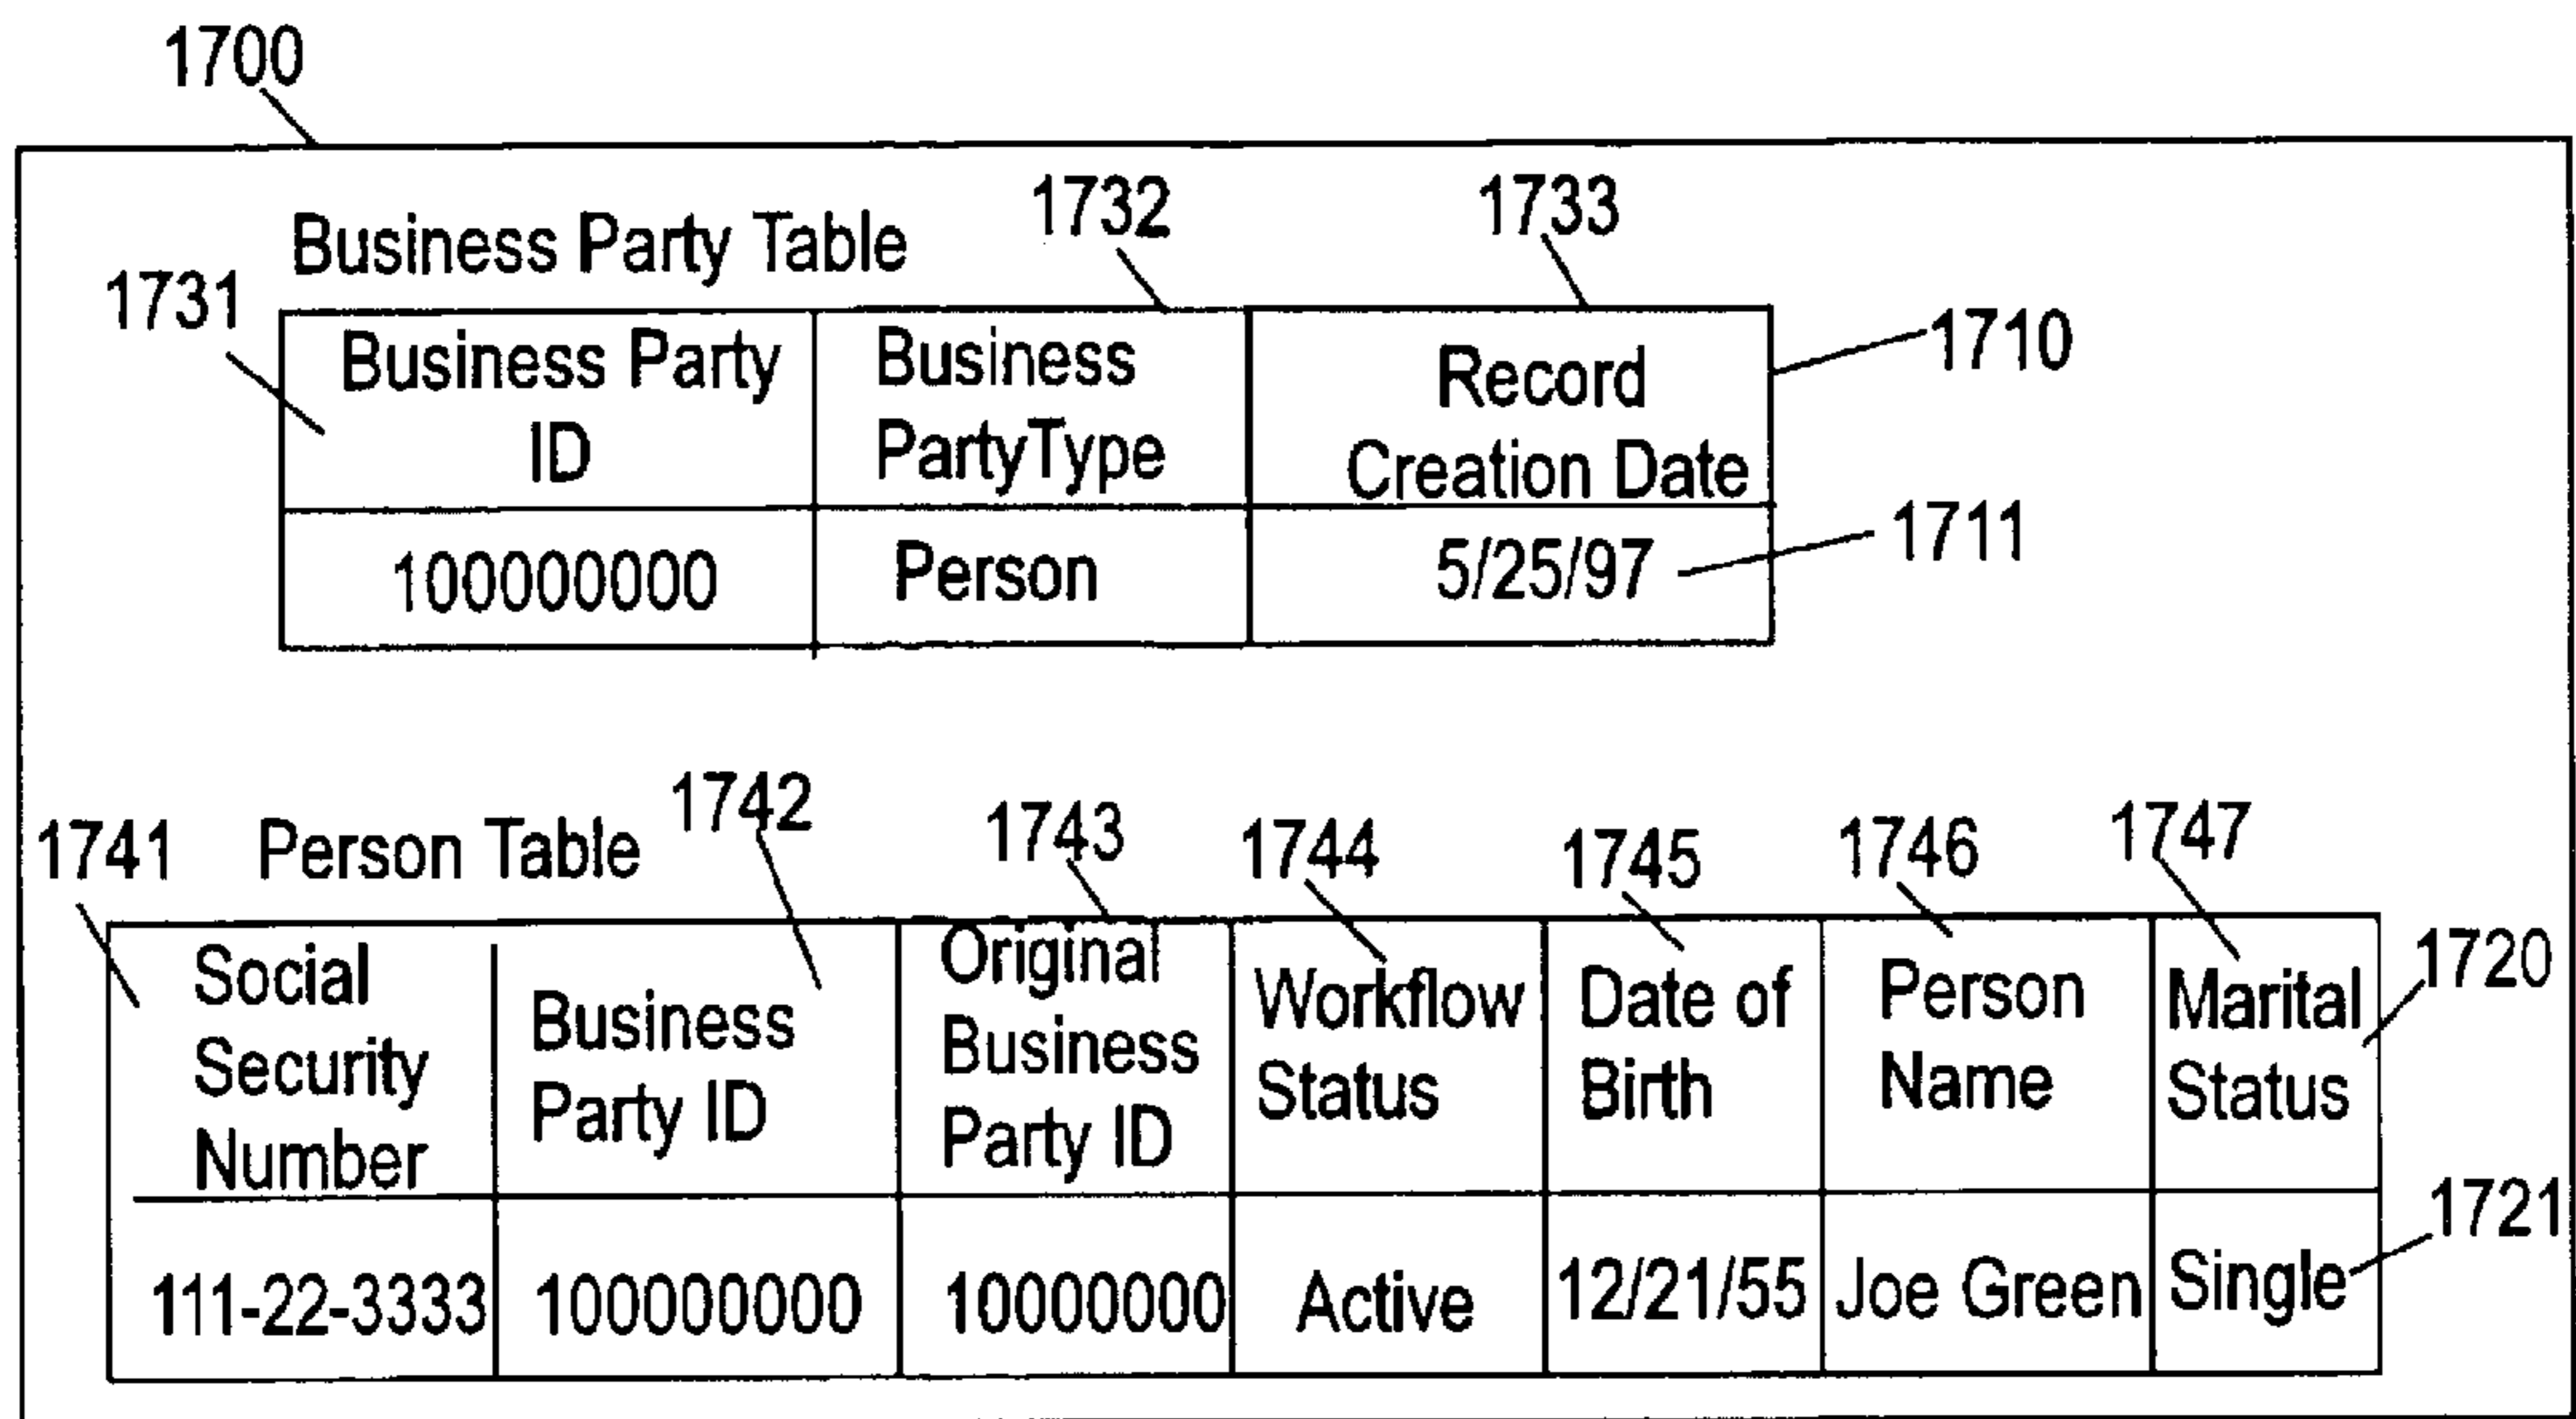 1700
Business Party Table
1732
1733
1731
1710
Business Party
ID
Business
PartyType
Record
Creation Date
100000000
Person
5/25/97
1711
1741
Person Table
1742
1743
1744
1745
1746
1747
1720
Social
Security
Number
Business
Party ID
Original
Business
Party ID
Workflow
Status
Date of
Birth
Person
Name
Marital
Status
111-22-3333
100000000
10000000
Active
12/21/55
Joe Green
Single
1721